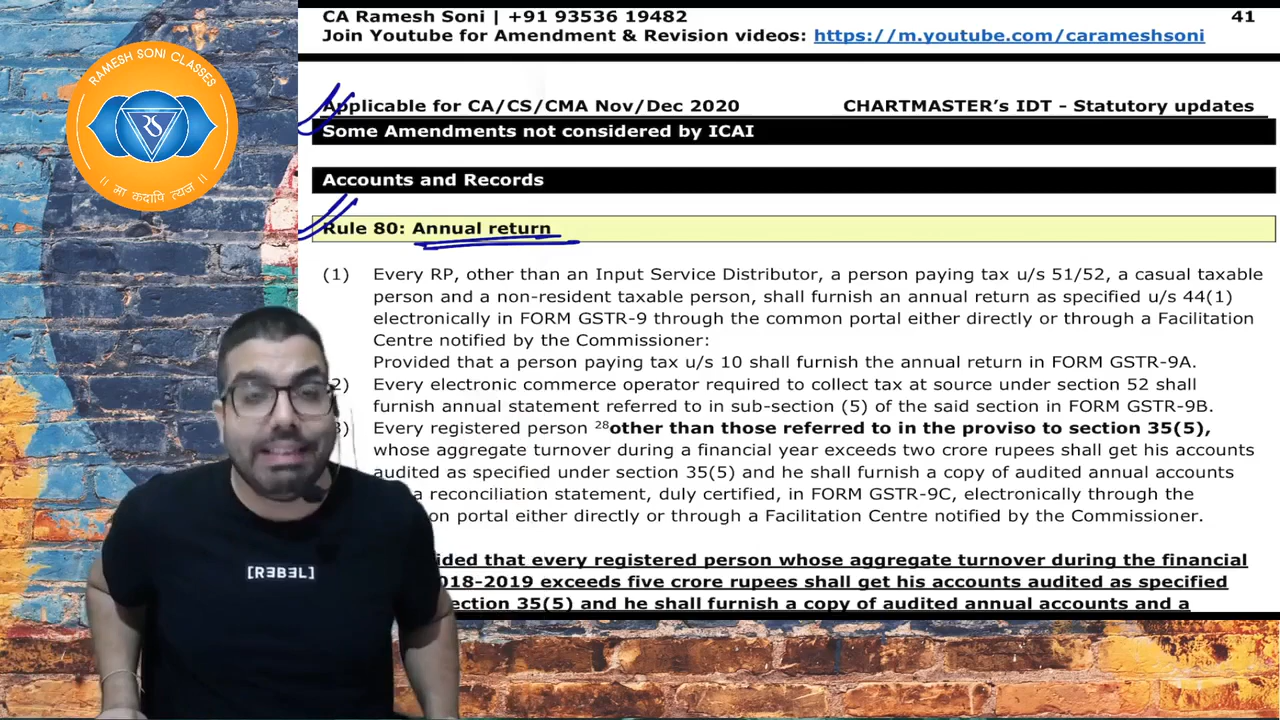 CA Ramesh Soni | +91 93536 19482
41
Join Youtube for Amendment & Revision videos: https://m.youtube.com/carameshsoni
RAMESH SONI CLASSES
RS
॥ मा कदापि त्यज ॥
Applicable for CA/CS/CMA Nov/Dec 2020
CHARTMASTER’s IDT - Statutory updates
Some Amendments not considered by ICAI
Accounts and Records
Rule 80: Annual return
(1) Every RP, other than an Input Service Distributor, a person paying tax u/s 51/52, a casual taxable
person and a non-resident taxable person, shall furnish an annual return as specified u/s 44(1)
electronically in FORM GSTR-9 through the common portal either directly or through a Facilitation
Centre notified by the Commissioner:
Provided that a person paying tax u/s 10 shall furnish the annual return in FORM GSTR-9A.
2) Every electronic commerce operator required to collect tax at source under section 52 shall
furnish annual statement referred to in sub-section (5) of the said section in FORM GSTR-9B.
3) Every registered person 28other than those referred to in the proviso to section 35(5),
whose aggregate turnover during a financial year exceeds two crore rupees shall get his accounts
audited as specified under section 35(5) and he shall furnish a copy of audited annual accounts
a reconciliation statement, duly certified, in FORM GSTR-9C, electronically through the
on portal either directly or through a Facilitation Centre notified by the Commissioner.
ided that every registered person whose aggregate turnover during the financial
018-2019 exceeds five crore rupees shall get his accounts audited as specified
ection 35(5) and he shall furnish a copy of audited annual accounts and a
[REBEL]